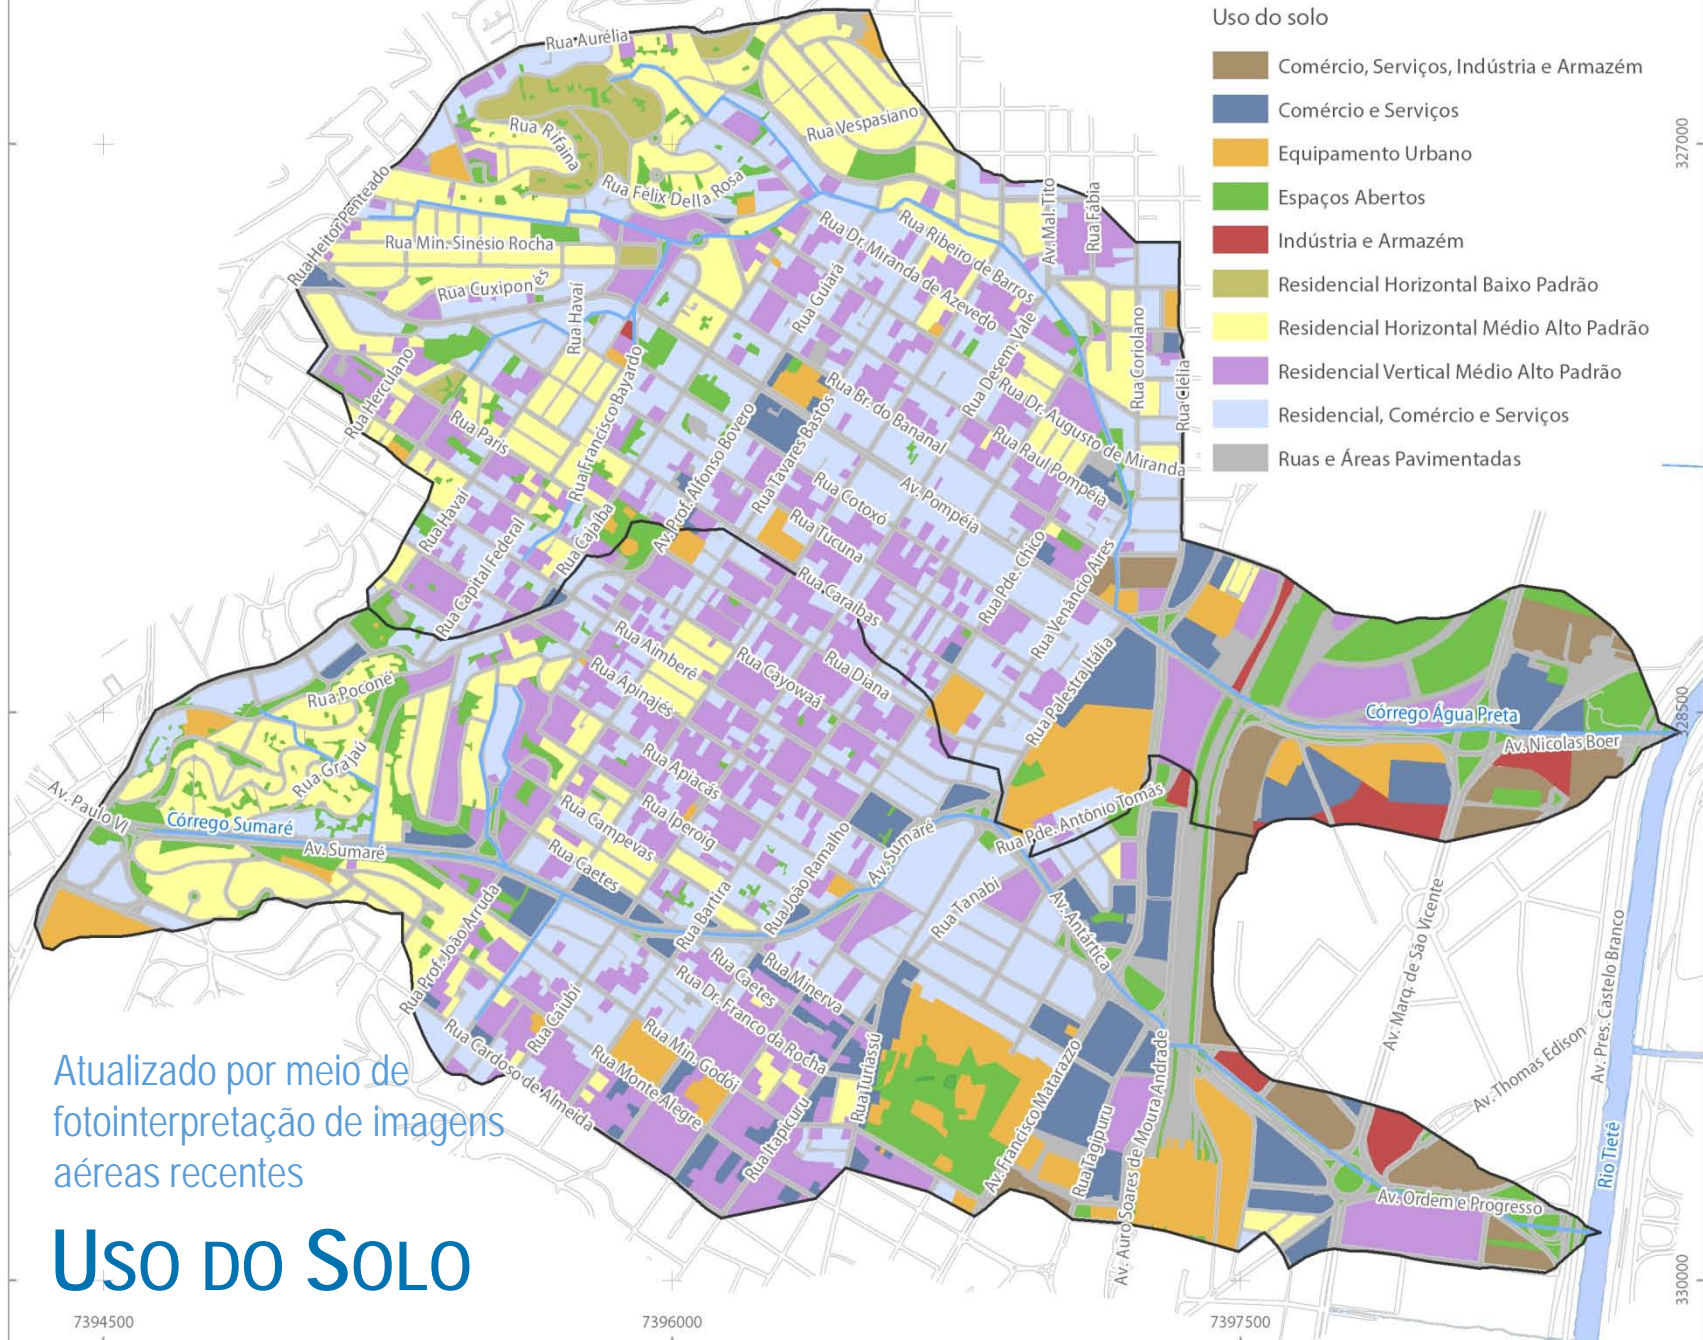 Uso do solo
Comércio, Serviços, Indústria e Armazém
Comércio e Serviços
Equipamento Urbano
Espaços Abertos
Indústria e Armazém
Residencial Horizontal Baixo Padrão
Residencial Horizontal Médio Alto Padrão
Residencial Vertical Médio Alto Padrão
Residencial, Comércio e Serviços
Ruas e Áreas Pavimentadas
Rua Aurélia
Rua Rifaina
Rua Vespasiano
Rua Félix Della Rosa
Rua Heitor Penteado
Rua Min. Sinésio Rocha
Rua Cuxiponés
Rua Havaí
Rua Guiará
Rua Dr. Miranda de Azevedo
Rua Ribeiro de Barros
Av. Mal. Tito
Rua Fábia
Rua Coriolano
Rua Clélia
Rua Desem. Vale
Rua Dr. Augusto de Miranda
Rua Raul Pompéia
Rua Br. do Bananal
Av. Pompéia
Rua Herculano
Rua Paris
Rua Francisco Bayardo
Av. Prof. Alfonso Bovero
Rua Tavares Bastos
Rua Cotoxó
Rua Tucuna
Rua Havaí
Rua Capital Federal
Rua Caiaíba
Rua Caraíbas
Rua Pde. Chico
Rua Venâncio Aires
Rua Palestra Itália
Rua Aimberê
Rua Apinajés
Rua Cayowaá
Rua Diana
Rua Poconé
Rua Grajaú
Av. Paulo VI
Córrego Sumaré
Av. Sumaré
Rua Apiacás
Rua Iperoig
Rua Campevas
Rua Caetes
Rua Bartira
Rua João Ramalho
Av. Sumaré
Rua Pde. Antônio Tomás
Rua Tanabi
Av. Antártica
Córrego Água Preta
Av. Nicolas Boer
Rua Prof. João Arruda
Rua Caetes
Rua Minerva
Rua Dr. Franco da Rocha
Rua Caiubi
Rua Cardoso de Almeida
Rua Min. Godói
Rua Monte Alegre
Rua Itapicuru
Rua Turiassú
Av. Francisco Matarazzo
Rua Tagipuru
Av. Auro Soares de Moura Andrade
Av. Marq. de São Vicente
Av. Thomas Edison
Av. Pres. Castelo Branco
Rio Tietê
Av. Ordem e Progresso
Atualizado por meio de
fotointerpretação de imagens
aéreas recentes
USO DO SOLO
7394500
7396000
7397500
327000
328500
330000